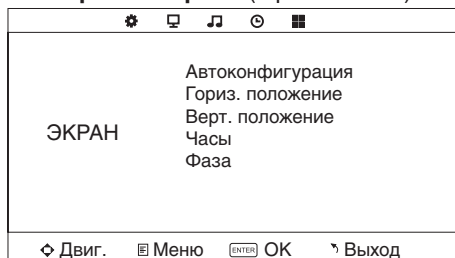 ЭКРАН
Автоконфигурация
Гориз. положение
Верт. положение
Часы
Фаза
Двиг. Меню ENTER OK Выход